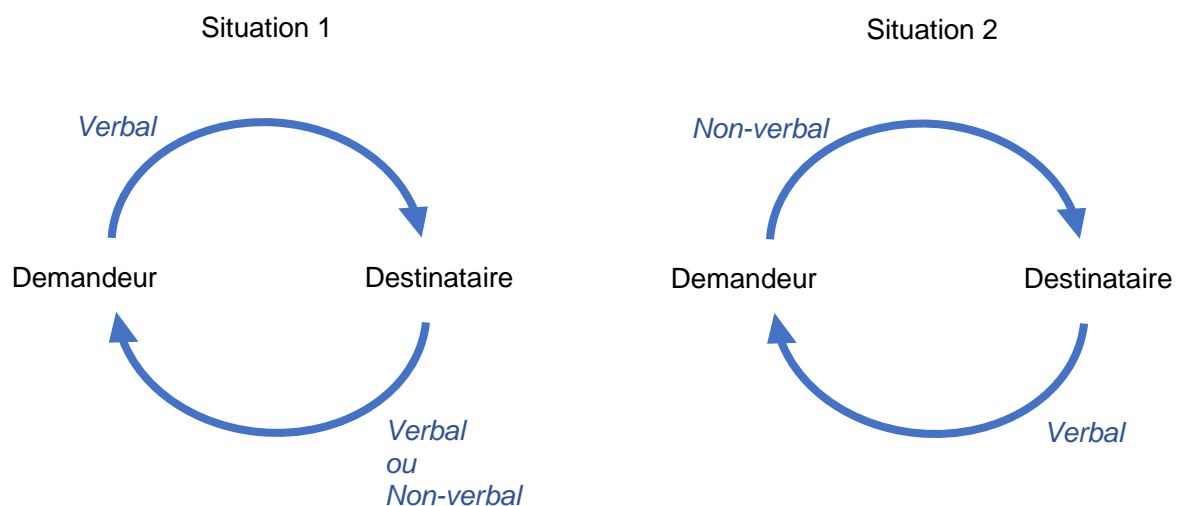 Situation 1
Situation 2
Verbal
Non-verbal
Demandeur
Destinataire
Demandeur
Destinataire
Verbal
ou
Non-verbal
Verbal